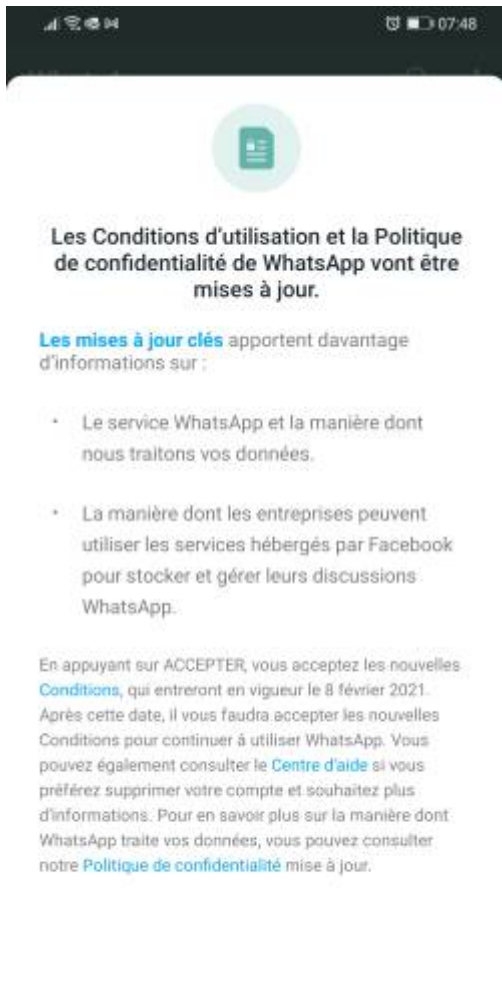 07:48
Les Conditions d'utilisation et la Politique
de confidentialité de WhatsApp vont être
mises à jour.
Les mises à jour clés apportent davantage
d'informations sur :
• Le service WhatsApp et la manière dont
nous traitons vos données.
• La manière dont les entreprises peuvent
utiliser les services hébergés par Facebook
pour stocker et gérer leurs discussions
WhatsApp.
En appuyant sur ACCEPTER, vous acceptez les nouvelles
Conditions, qui entreront en vigueur le 8 février 2021.
Après cette date, il vous faudra accepter les nouvelles
Conditions pour continuer à utiliser WhatsApp. Vous
pouvez également consulter le Centre d'aide si vous
préférez supprimer votre compte et souhaitez plus
d'informations. Pour en savoir plus sur la manière dont
WhatsApp traite vos données, vous pouvez consulter
notre Politique de confidentialité mise à jour.